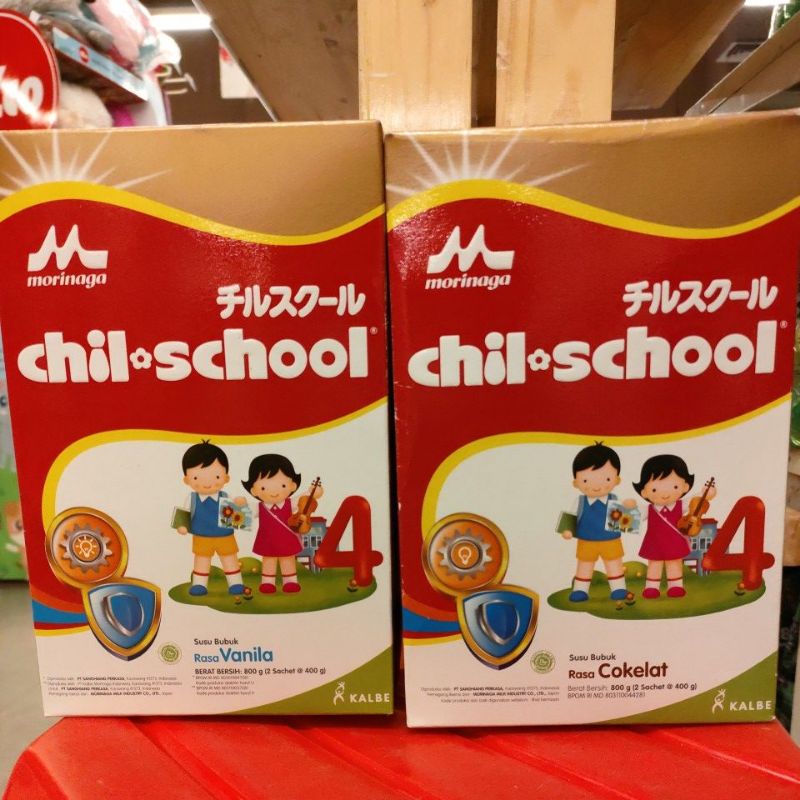 morinaga
チルスクール
chil school®
4
Susu Bubuk
Rasa Vanila
BERAT BERSIH: 800 g (2 Sachet @ 400 g)
KALBE
morinaga
チルスクール
chil school®
4
Susu Bubuk
Rasa Cokelat
Berat Bersih: 800 g (2 Sachet @ 400 g)
KALBE